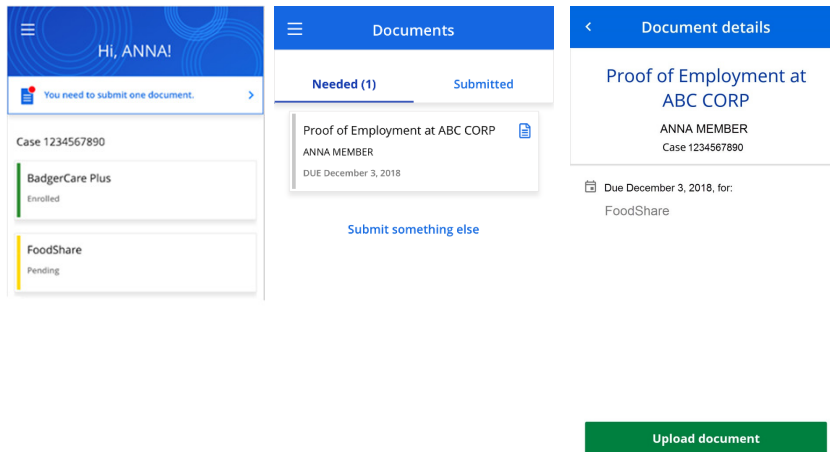 Hi, ANNA!
You need to submit one document.
Case 1234567890
BadgerCare Plus
Enrolled
FoodShare
Pending
Documents
Needed (1)
Submitted
Proof of Employment at ABC CORP
ANNA MEMBER
DUE December 3, 2018
Submit something else
Document details
Proof of Employment at
ABC CORP
ANNA MEMBER
Case 1234567890
Due December 3, 2018, for:
FoodShare
Upload document